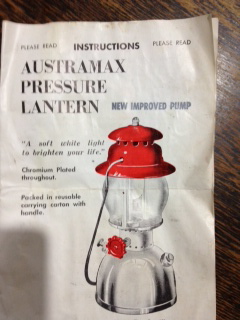 PLEASE READ INSTRUCTIONS PLEASE READ
AUSTRAMAX
PRESSURE
LANTERN NEW IMPROVED PUMP
"A soft white light
to brighten your life."
Chromium Plated
throughout.
Packed in reusable
carrying carton with
handle.